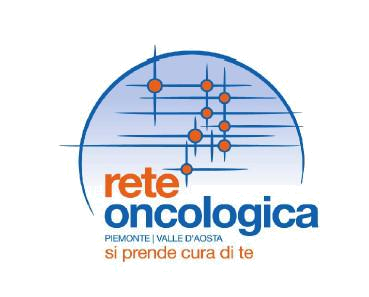 rete
oncologica
PIEMONTE | VALLE D'AOSTA
si prende cura di te